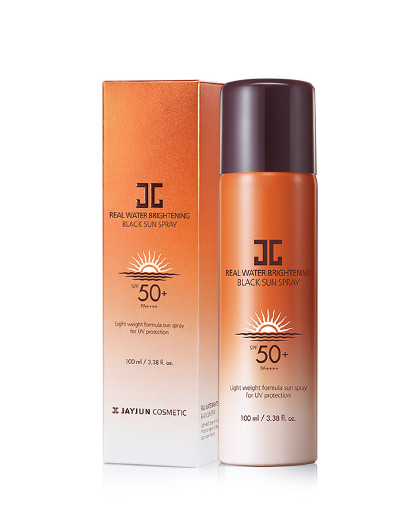 REAL WATER BRIGHTENING
BLACK SUN SPRAY
SPF 50+
PA++++
Light weight formula sun spray
for UV protection
100 ml / 3.38 fl. oz.
JAYJUN COSMETIC
REAL WATER BRIGHTENING
BLACK SUN SPRAY
SPF 50+
PA++++
Light weight formula sun spray
for UV protection
100 ml / 3.38 fl. oz.